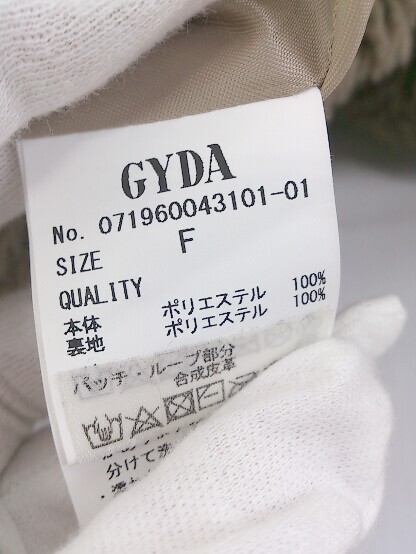 GYDA
No. 071960043101-01
SIZE F
QUALITY
本体 ポリエステル 100%
裏地 ポリエステル 100%
パッチ・ループ部分
合成皮革
分けて